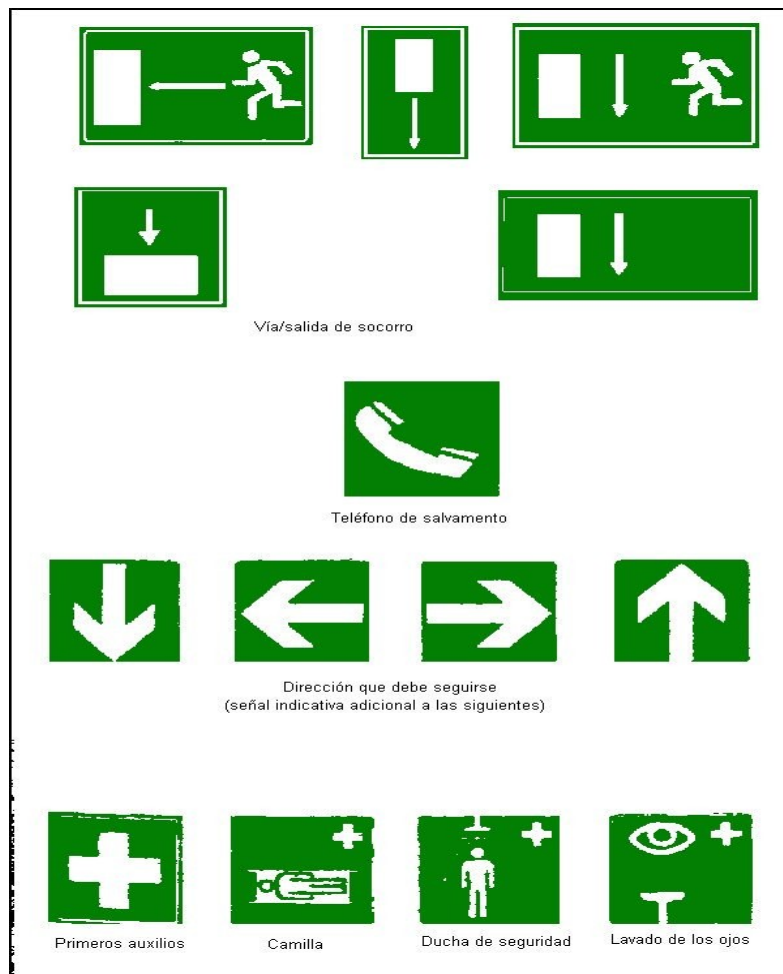 Vía/salida de socorro
Teléfono de salvamento
Dirección que debe seguirse
(señal indicativa adicional a las siguientes)
Primeros auxilios
Camilla
Ducha de seguridad
Lavado de los ojos